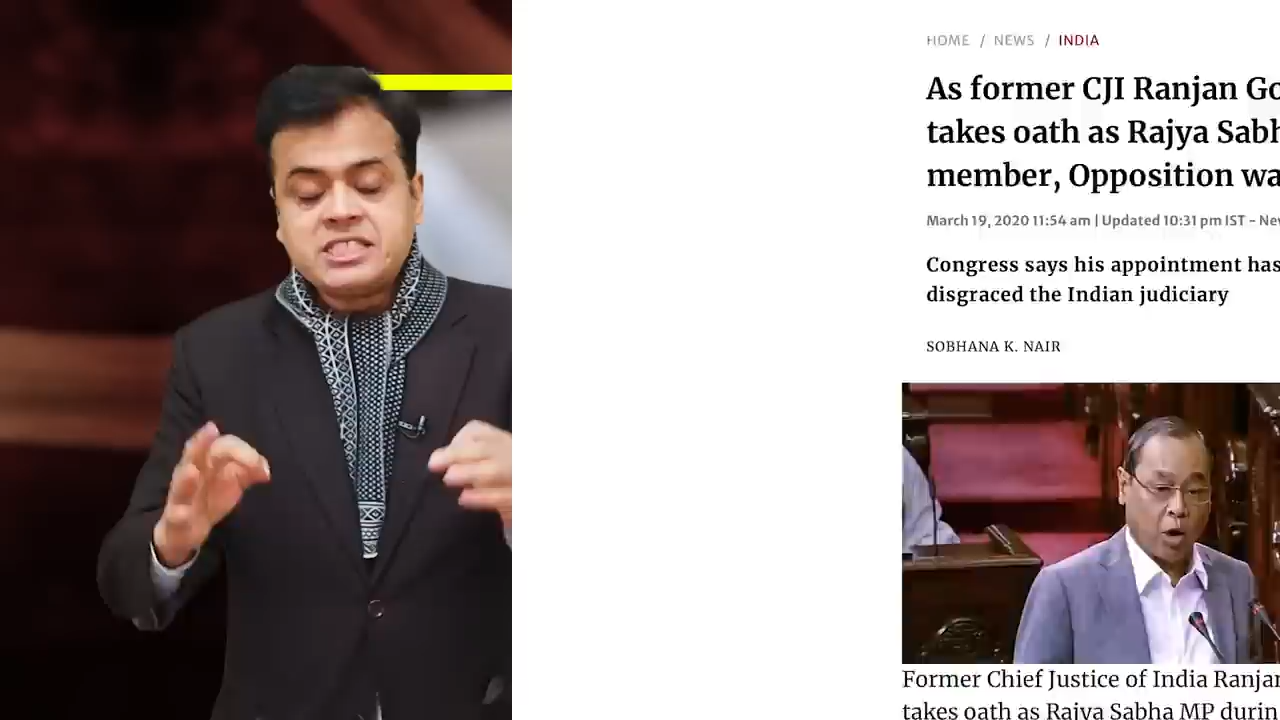 HOME / NEWS / INDIA
As former CJI Ranjan Go
takes oath as Rajya Sabh
member, Opposition wa
March 19, 2020 11:54 am | Updated 10:31 pm IST - Nev
Congress says his appointment has
disgraced the Indian judiciary
SOBHANA K. NAIR
Former Chief Justice of India Ranjan
takes oath as Rajya Sabha MP durin